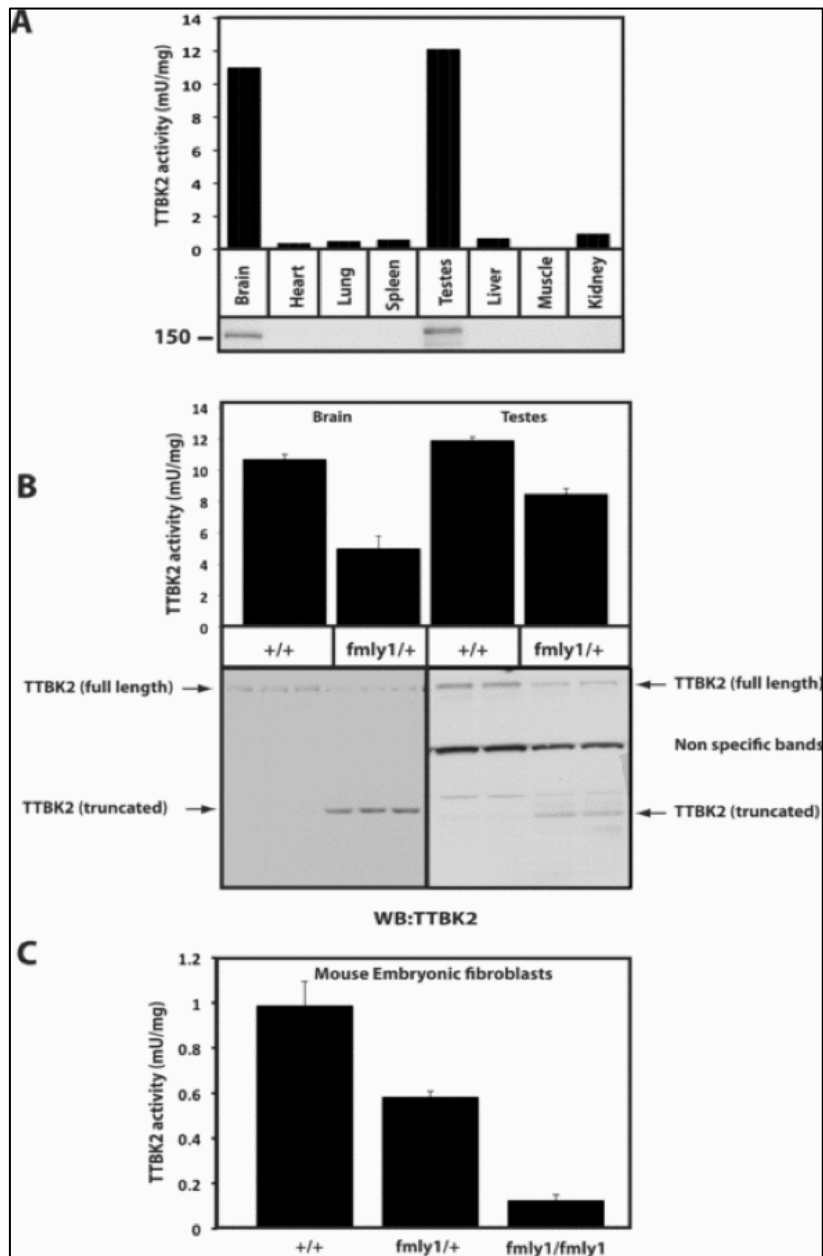 A
TTBK2 activity (mU/mg)
14
12
10
8
6
4
2
0
Brain
Heart
Lung
Spleen
Testes
Liver
Muscle
Kidney
150
B
TTBK2 activity (mU/mg)
14
12
10
8
6
4
2
0
Brain Testes
+/+ fmly1/+ +/+ fmly1/+
TTBK2 (full length) TTBK2 (full length)
Non specific bands
TTBK2 (truncated) TTBK2 (truncated)
WB:TTBK2
C
TTBK2 activity (mU/mg)
1.2
1
0.8
0.6
0.4
0.2
0
Mouse Embryonic fibroblasts
+/+ fmly1/+ fmly1/fmly1